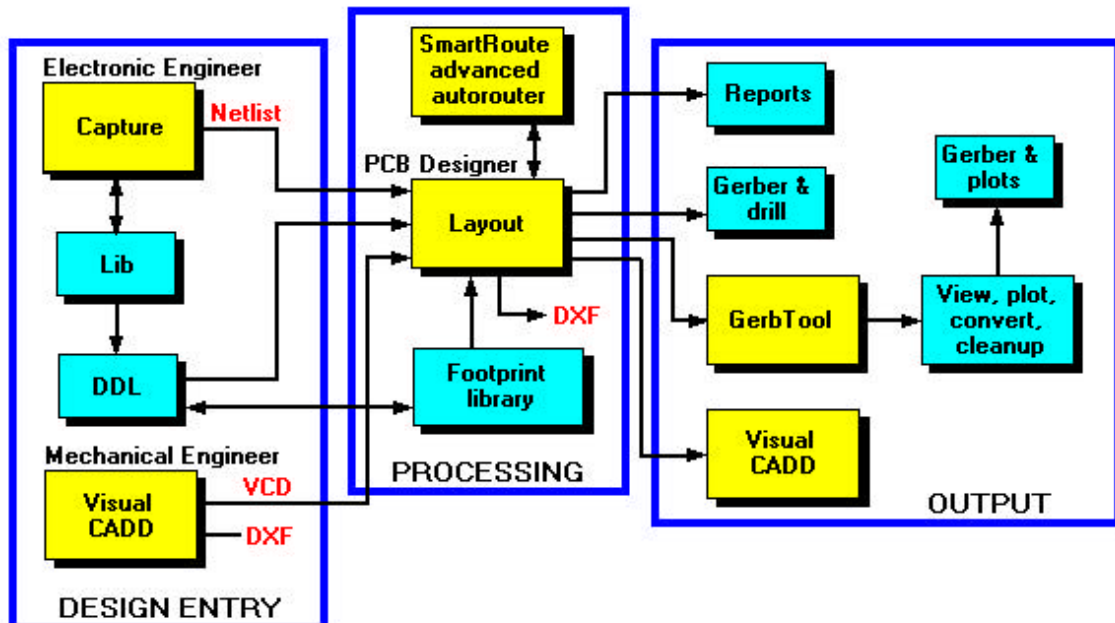 Electronic Engineer
Capture
Netlist
Lib
DDL
Mechanical Engineer
Visual
CADD
VCD
DXF
DESIGN ENTRY
SmartRoute
advanced
autorouter
PCB Designer
Layout
DXF
Footprint
library
PROCESSING
Reports
Gerber &
drill
GerbTool
Visual
CADD
Gerber &
plots
View, plot,
convert,
cleanup
OUTPUT